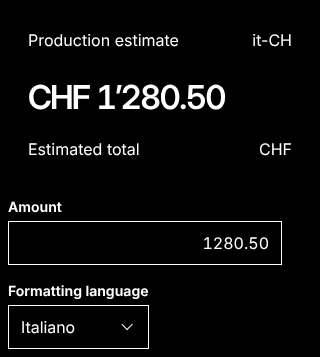 Production estimate it-CH
CHF 1’280.50
Estimated total CHF
Amount
1280.50
Formatting language
Italiano